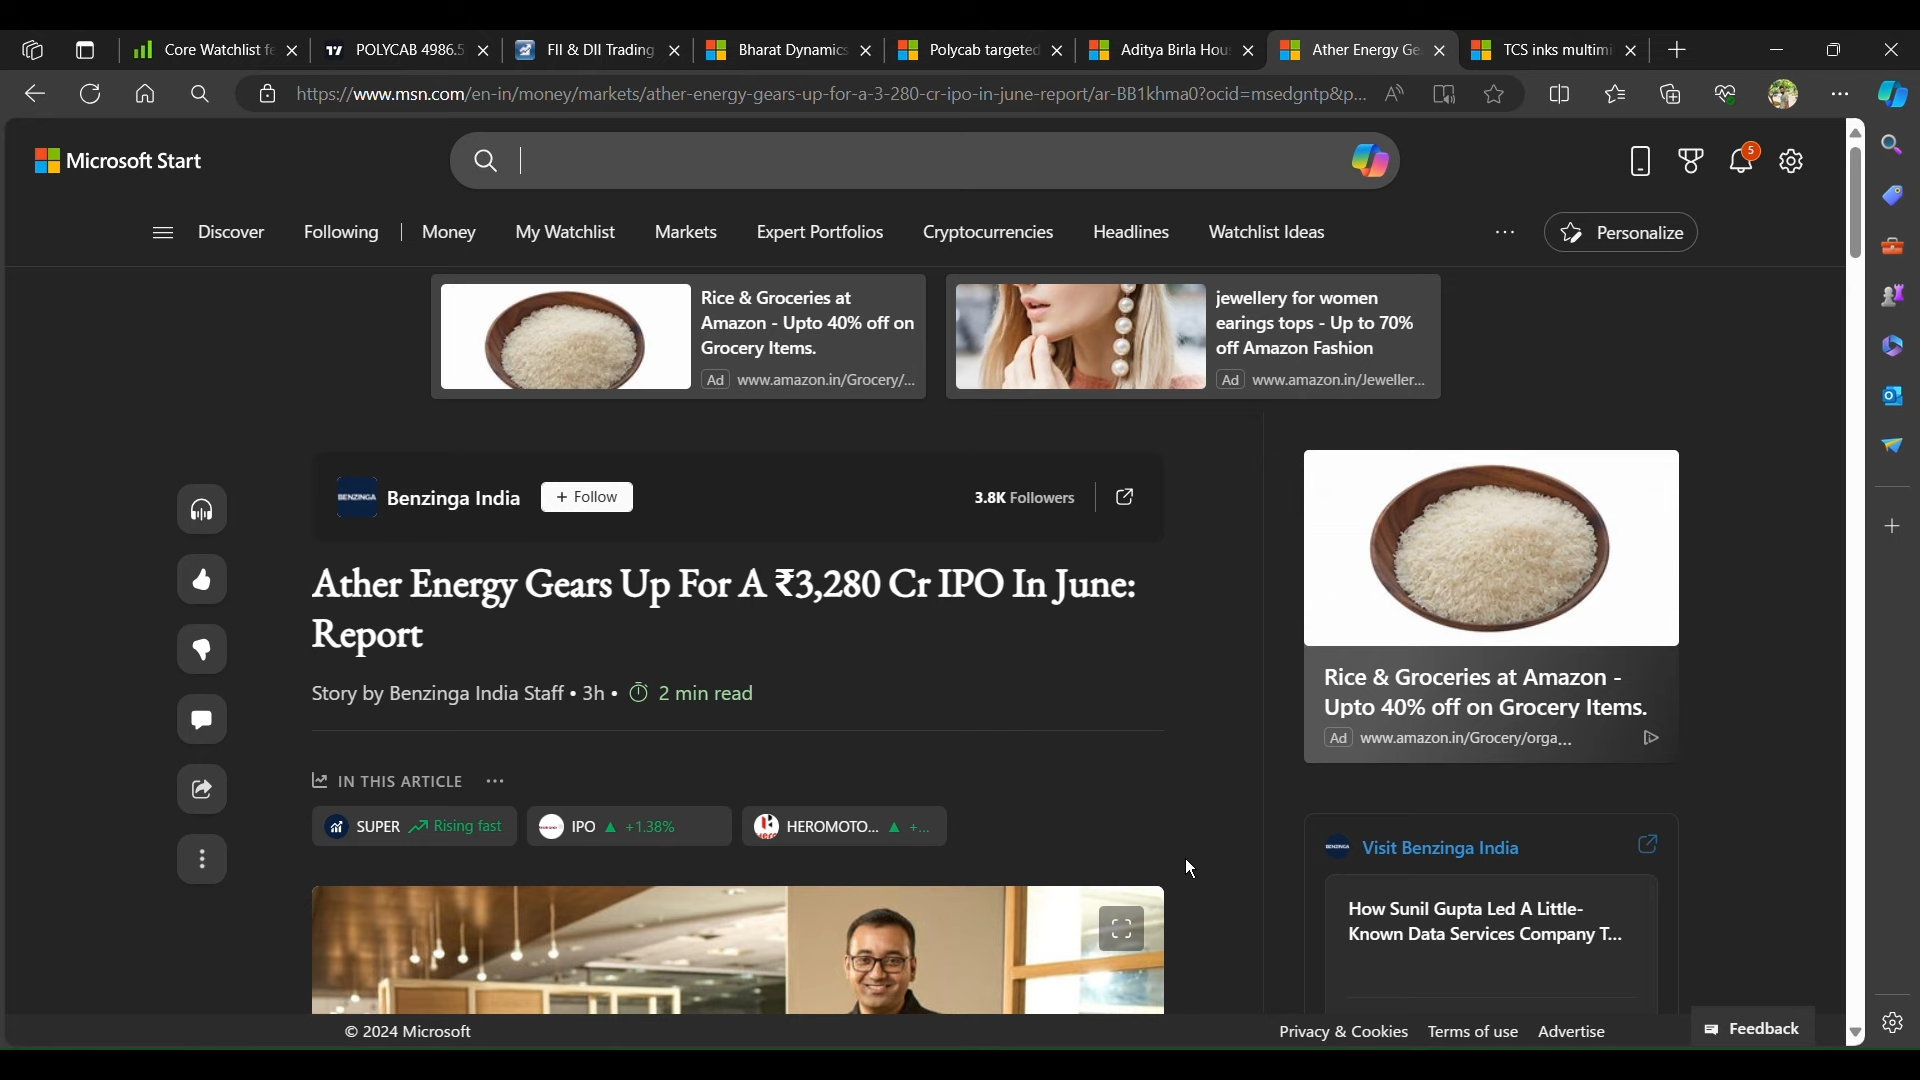 Core Watchlist fe
POLYCAB 4986.5
FII & DII Trading
Bharat Dynamics
Polycab targeted
Aditya Birla Hou
Ather Energy Ge
TCS inks multimi
https://www.msn.com/en-in/money/markets/ather-energy-gears-up-for-a-3-280-cr-ipo-in-june-report/ar-BB1khma0?ocid=msedgntp&p...
Microsoft Start
5
Discover
Following
Money
My Watchlist
Markets
Expert Portfolios
Cryptocurrencies
Headlines
Watchlist Ideas
Personalize
Rice & Groceries at
Amazon - Upto 40% off on
Grocery Items.
Ad www.amazon.in/Grocery/...
jewellery for women
earings tops - Up to 70%
off Amazon Fashion
Ad www.amazon.in/Jeweller...
BENZINGA
Benzinga India
+ Follow
3.8K Followers
Ather Energy Gears Up For A ₹3,280 Cr IPO In June:
Report
Story by Benzinga India Staff • 3h • 2 min read
IN THIS ARTICLE ...
SUPER Rising fast
IPO ▲ +1.38%
HEROMOTO... ▲ +...
Rice & Groceries at Amazon -
Upto 40% off on Grocery Items.
Ad www.amazon.in/Grocery/orga...
Visit Benzinga India
How Sunil Gupta Led A Little-
Known Data Services Company T...
© 2024 Microsoft
Privacy & Cookies
Terms of use
Advertise
Feedback